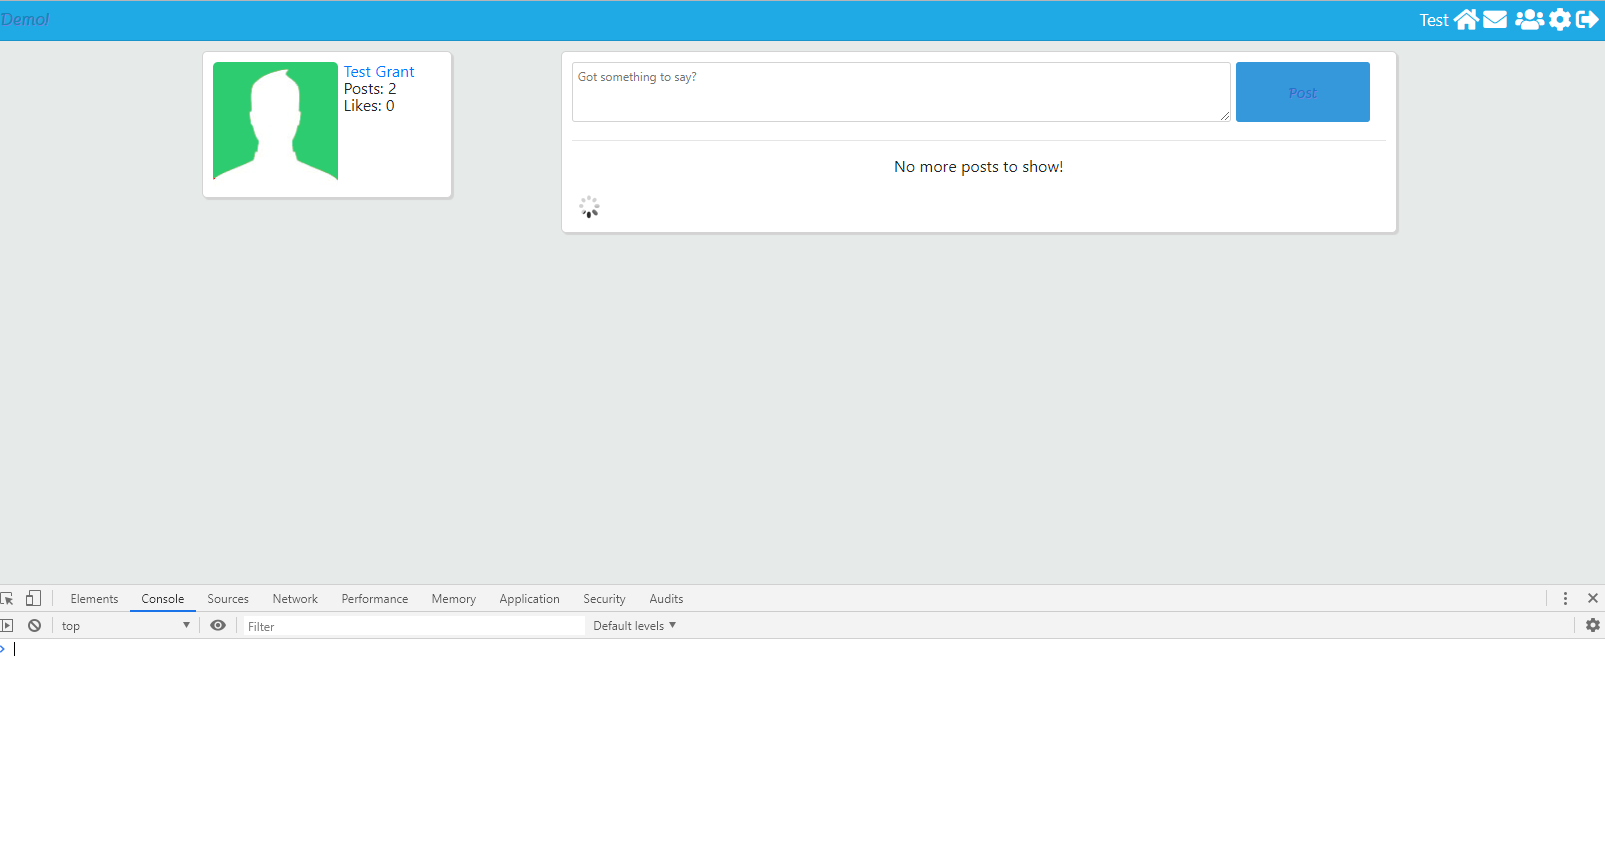 Demo!
Test
Test Grant
Posts: 2
Likes: 0
Got something to say?
Post
No more posts to show!
Elements Console Sources Network Performance Memory Application Security Audits
top Filter Default levels